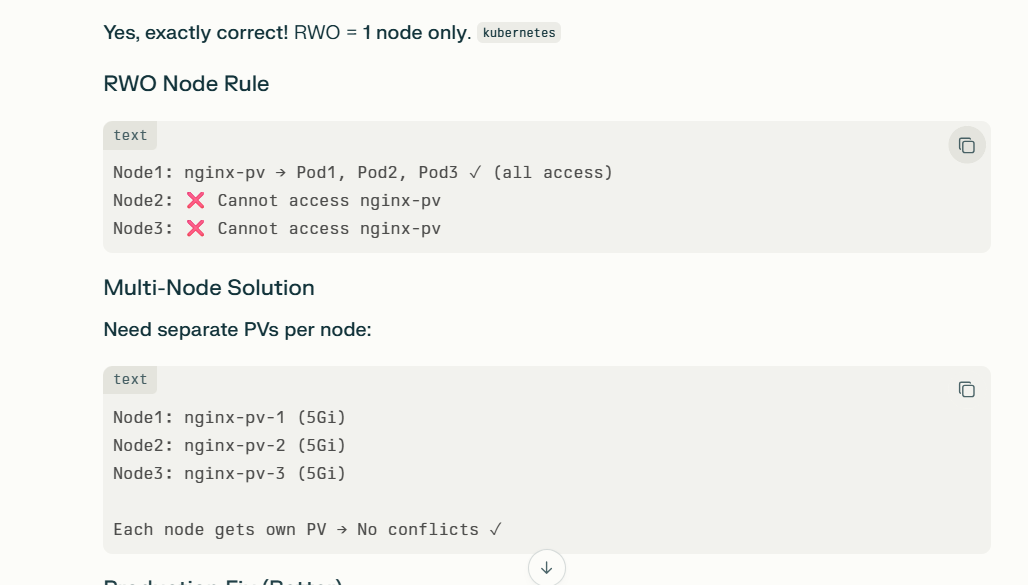 Yes, exactly correct! RWO = 1 node only. kubernetes
RWO Node Rule
text
Node1: nginx-pv → Pod1, Pod2, Pod3 ✓ (all access)
Node2: ❌ Cannot access nginx-pv
Node3: ❌ Cannot access nginx-pv
Multi-Node Solution
Need separate PVs per node:
text
Node1: nginx-pv-1 (5Gi)
Node2: nginx-pv-2 (5Gi)
Node3: nginx-pv-3 (5Gi)
Each node gets own PV → No conflicts ✓
Production Fix (Better)